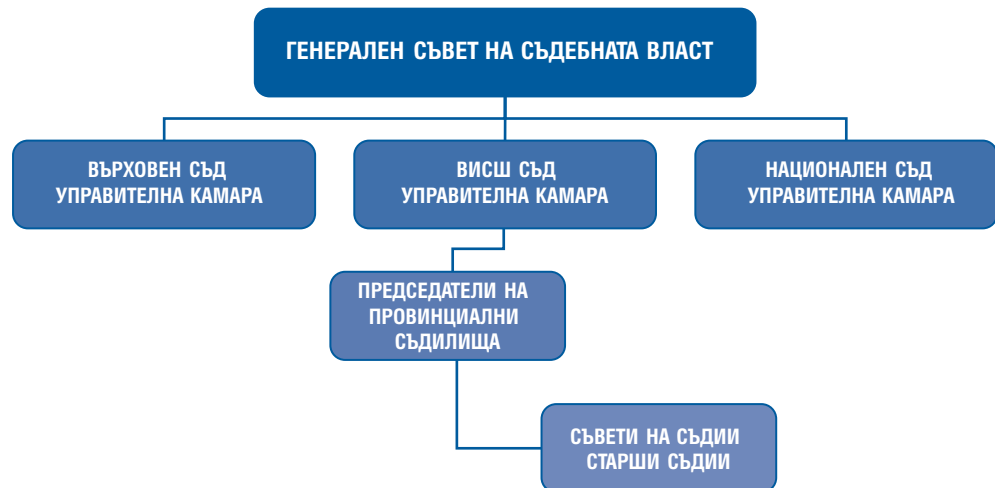 ГЕНЕРАЛЕН СЪВЕТ НА СЪДЕБНАТА ВЛАСТ
ВЪРХОВЕН СЪД
УПРАВИТЕЛНА КАМАРА
ВИСШ СЪД
УПРАВИТЕЛНА КАМАРА
НАЦИОНАЛЕН СЪД
УПРАВИТЕЛНА КАМАРА
ПРЕДСЕДАТЕЛИ НА
ПРОВИНЦИАЛНИ
СЪДИЛИЩА
СЪВЕТИ НА СЪДИИ
СТАРШИ СЪДИИ